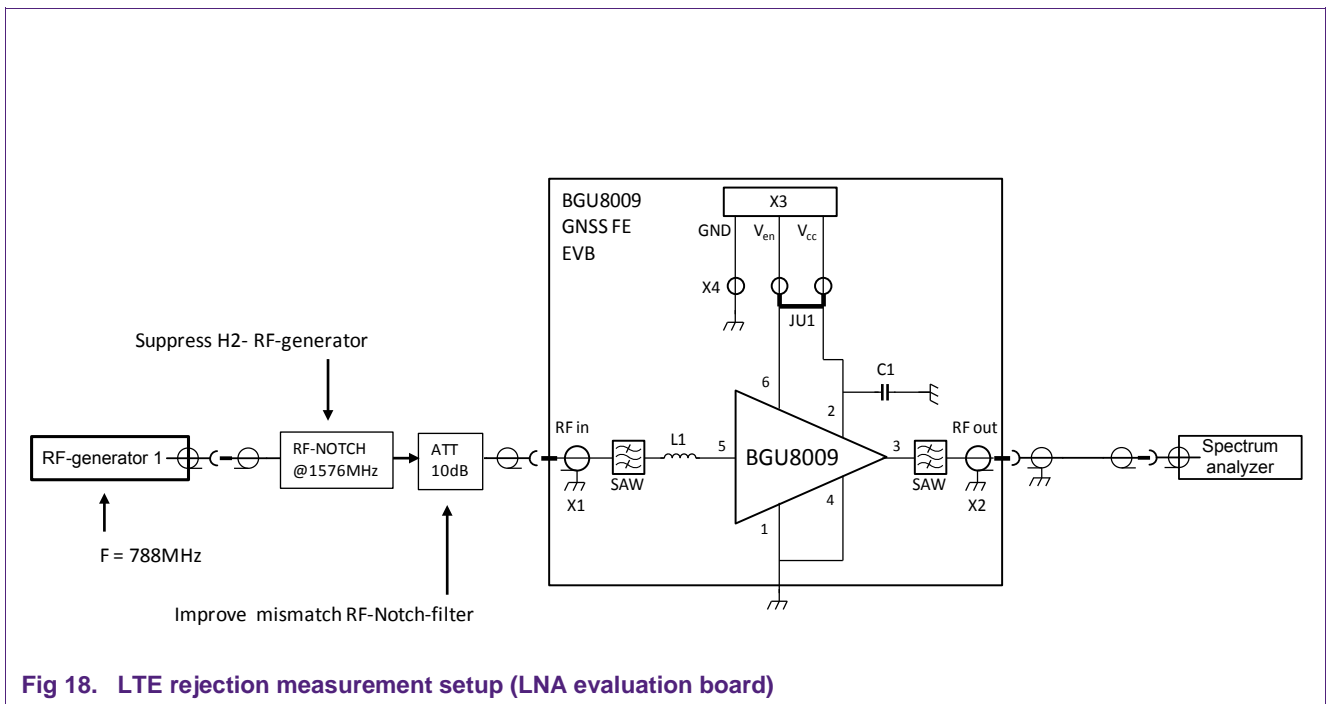 BGU8009
GNSS FE
EVB
X3
GND
Ven
Vcc
X4
JU1
C1
Suppress H2- RF-generator
6
2
RF in
L1
5
BGU8009
3
RF out
RF-generator 1
RF-NOTCH
@1576MHz
ATT
10dB
Spectrum
analyzer
SAW
SAW
X1
X2
4
1
F = 788MHz
Improve mismatch RF-Notch-filter
Fig 18. LTE rejection measurement setup (LNA evaluation board)